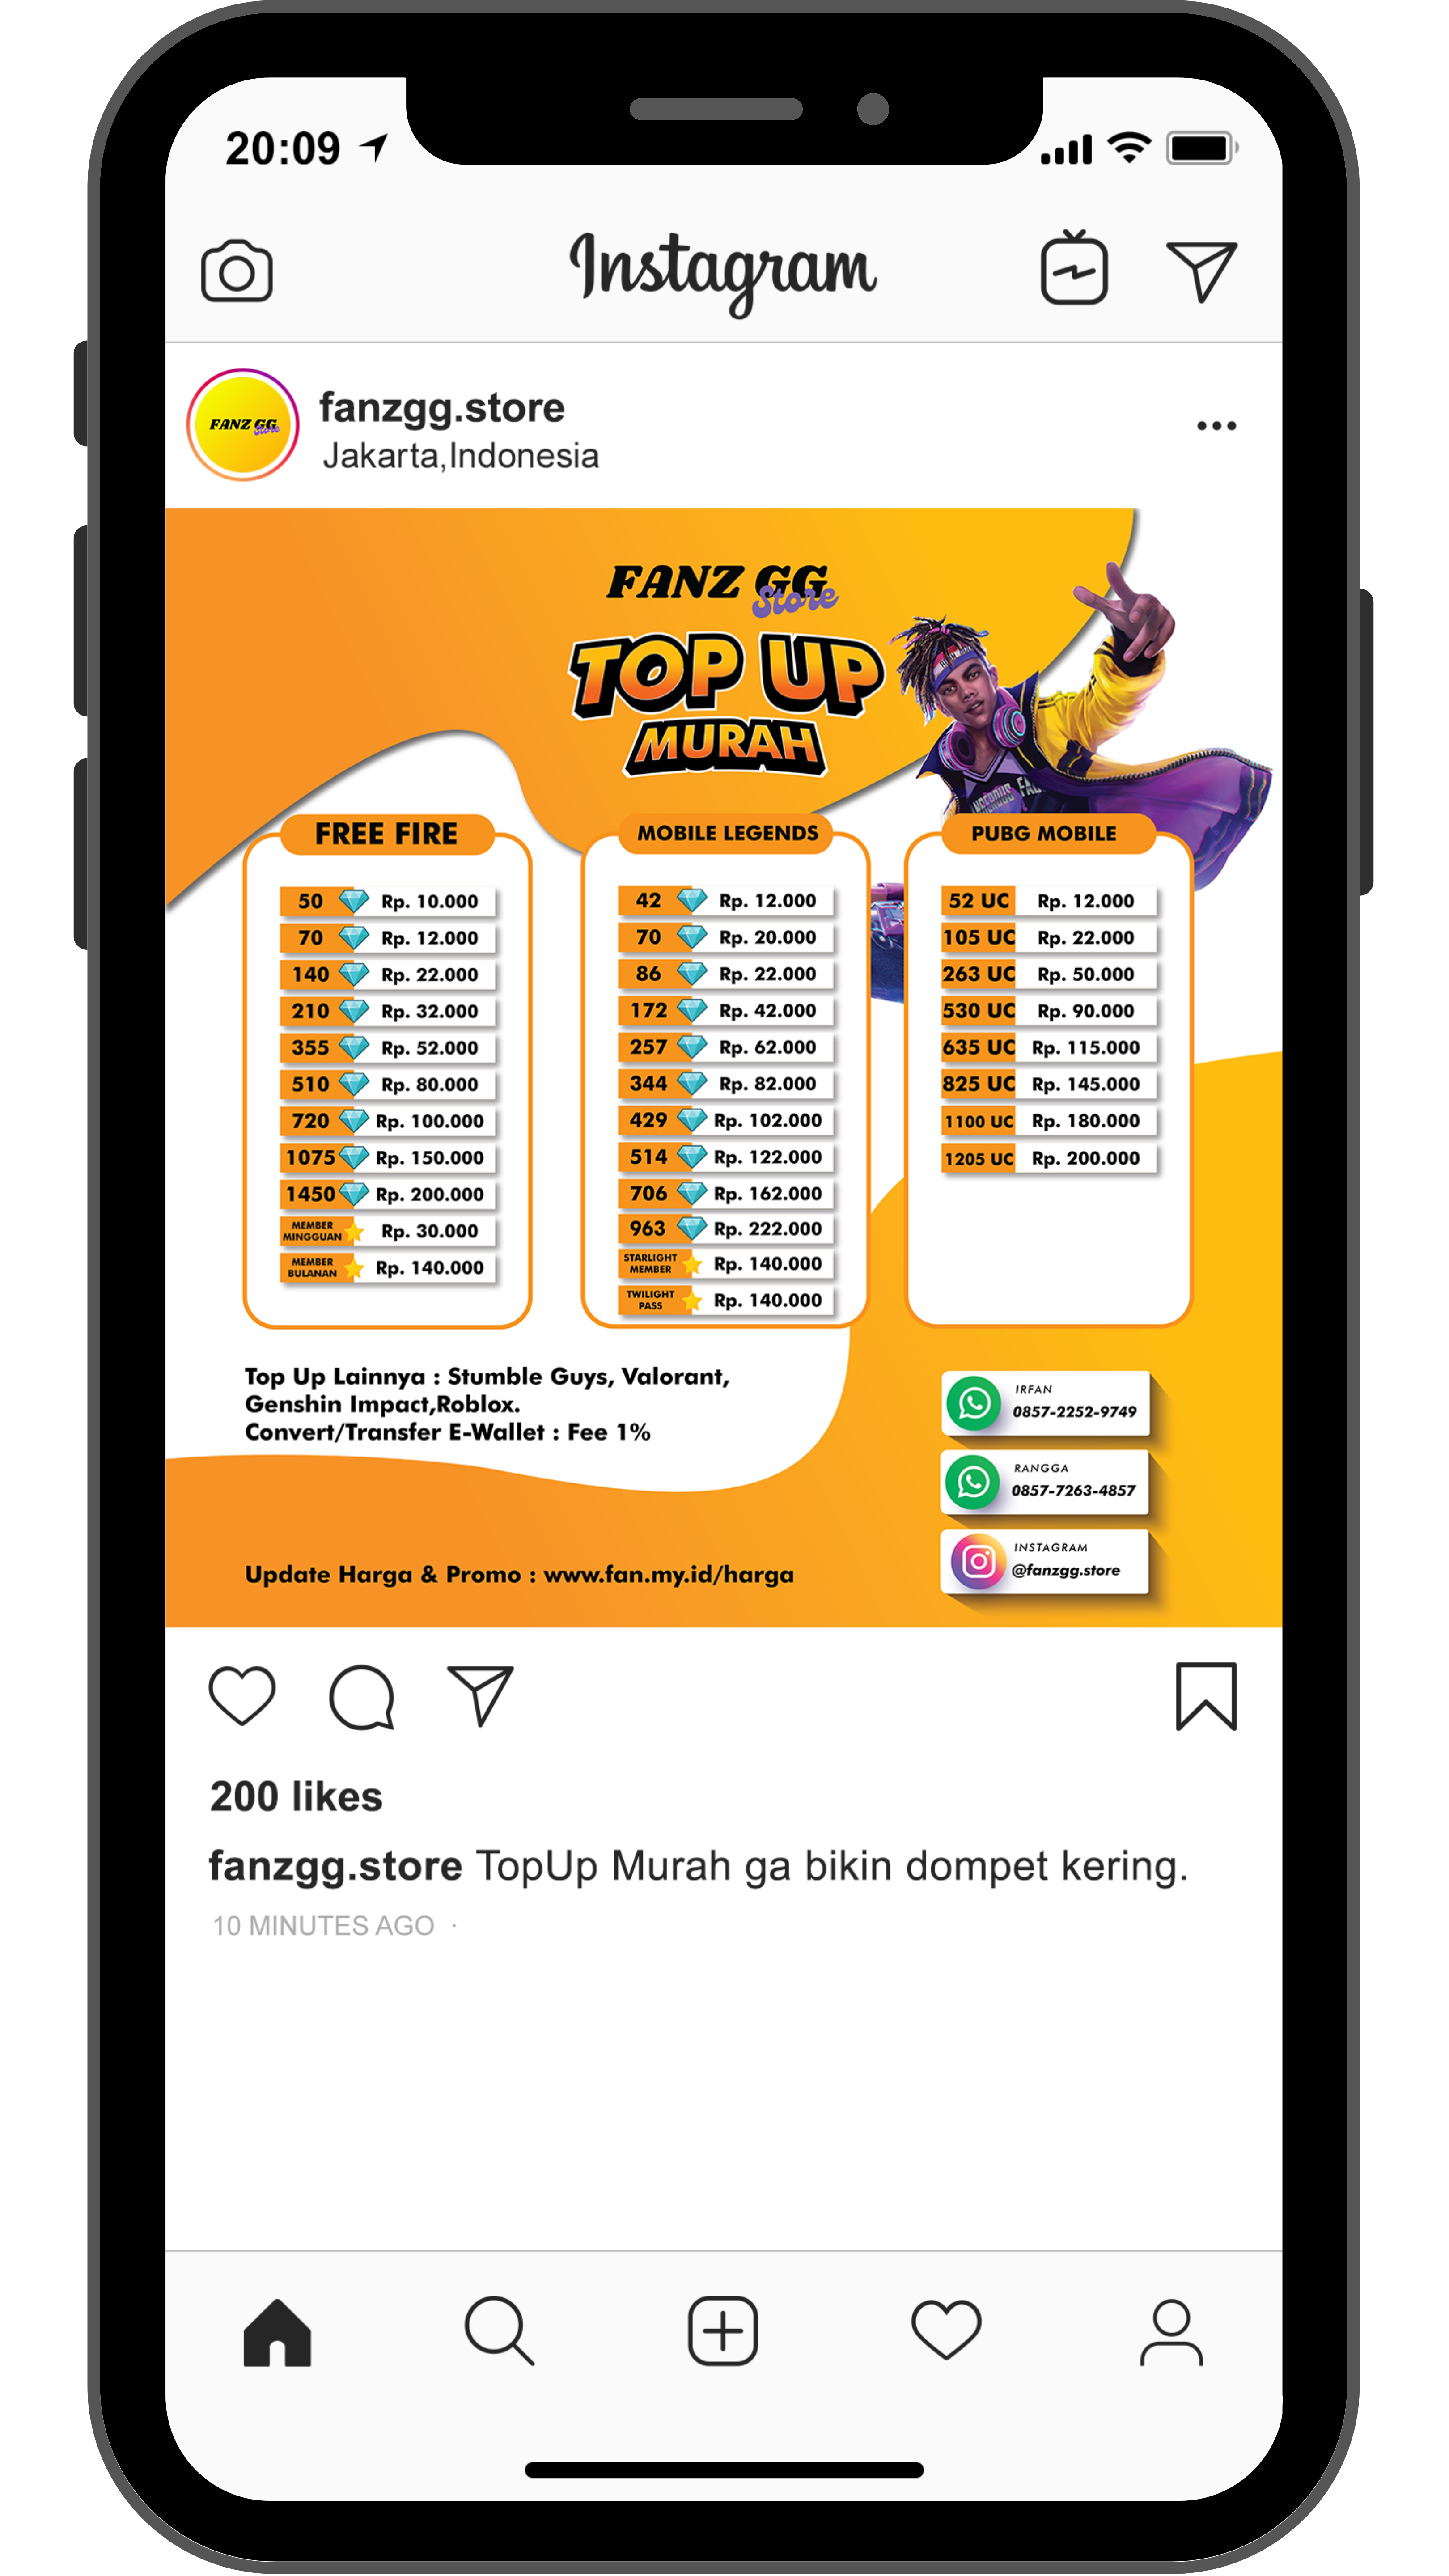 20:09
Instagram
FANZ GG Store
fanzgg.store
Jakarta,Indonesia
FANZ GG
Store
TOP UP
MURAH
FREE FIRE
50 Rp. 10.000
70 Rp. 12.000
140 Rp. 22.000
210 Rp. 32.000
355 Rp. 52.000
510 Rp. 80.000
720 Rp. 100.000
1075 Rp. 150.000
1450 Rp. 200.000
MEMBER MINGGUAN Rp. 30.000
MEMBER BULANAN Rp. 140.000
MOBILE LEGENDS
42 Rp. 12.000
70 Rp. 20.000
86 Rp. 22.000
172 Rp. 42.000
257 Rp. 62.000
344 Rp. 82.000
429 Rp. 102.000
514 Rp. 122.000
706 Rp. 162.000
963 Rp. 222.000
STARLIGHT MEMBER Rp. 140.000
TWILIGHT PASS Rp. 140.000
PUBG MOBILE
52 UC Rp. 12.000
105 UC Rp. 22.000
263 UC Rp. 50.000
530 UC Rp. 90.000
635 UC Rp. 115.000
825 UC Rp. 145.000
1100 UC Rp. 180.000
1205 UC Rp. 200.000
Top Up Lainnya : Stumble Guys, Valorant,
Genshin Impact,Roblox.
Convert/Transfer E-Wallet : Fee 1%
IRFAN
0857-2252-9749
RANGGA
0857-7263-4857
INSTAGRAM
@fanzgg.store
Update Harga & Promo : www.fan.my.id/harga
200 likes
fanzgg.store TopUp Murah ga bikin dompet kering.
10 MINUTES AGO ·